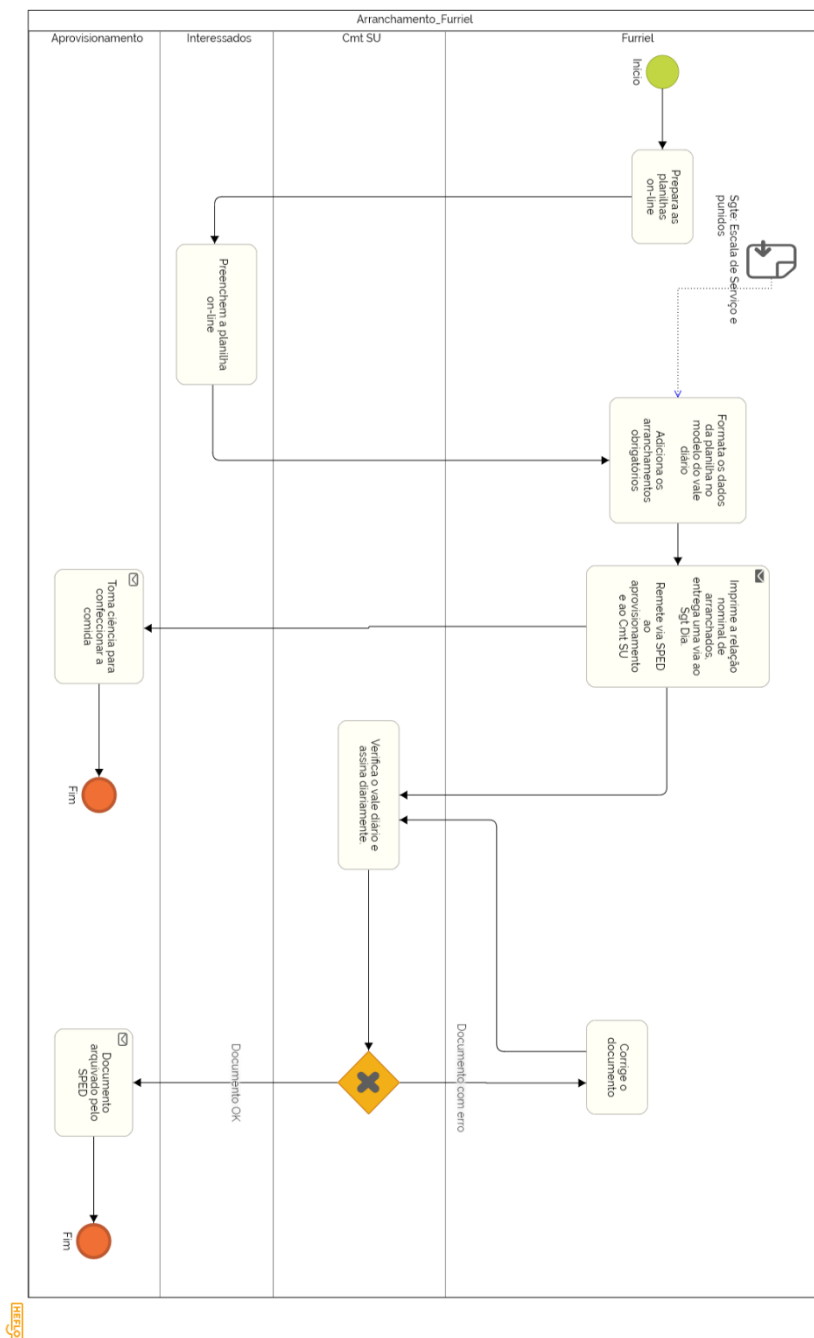 Arranchamento_Furriel
Aprovisionamento
Interessados
Cmt SU
Furriel
Início
Prepara as
planilhas
on-line
Sgte: Escala de Serviço e
punidos
Preenchem a planilha
on-line
Formata os dados
da planilha no
modelo do vale
diário
Adiciona os
arranchamentos
obrigatórios
Imprime a relação
nominal de
arranchados,
entrega uma via ao
Sgt Dia.
Remete via SPED
ao
aprovisionamento
e ao Cmt SU
Toma ciência para
confeccionar a
comida
Fim
Verifica o vale diário e
assina diariamente.
Corrige o
documento
Documento com erro
Documento OK
Documento
arquivado pelo
SPED
Fim
HEFLO